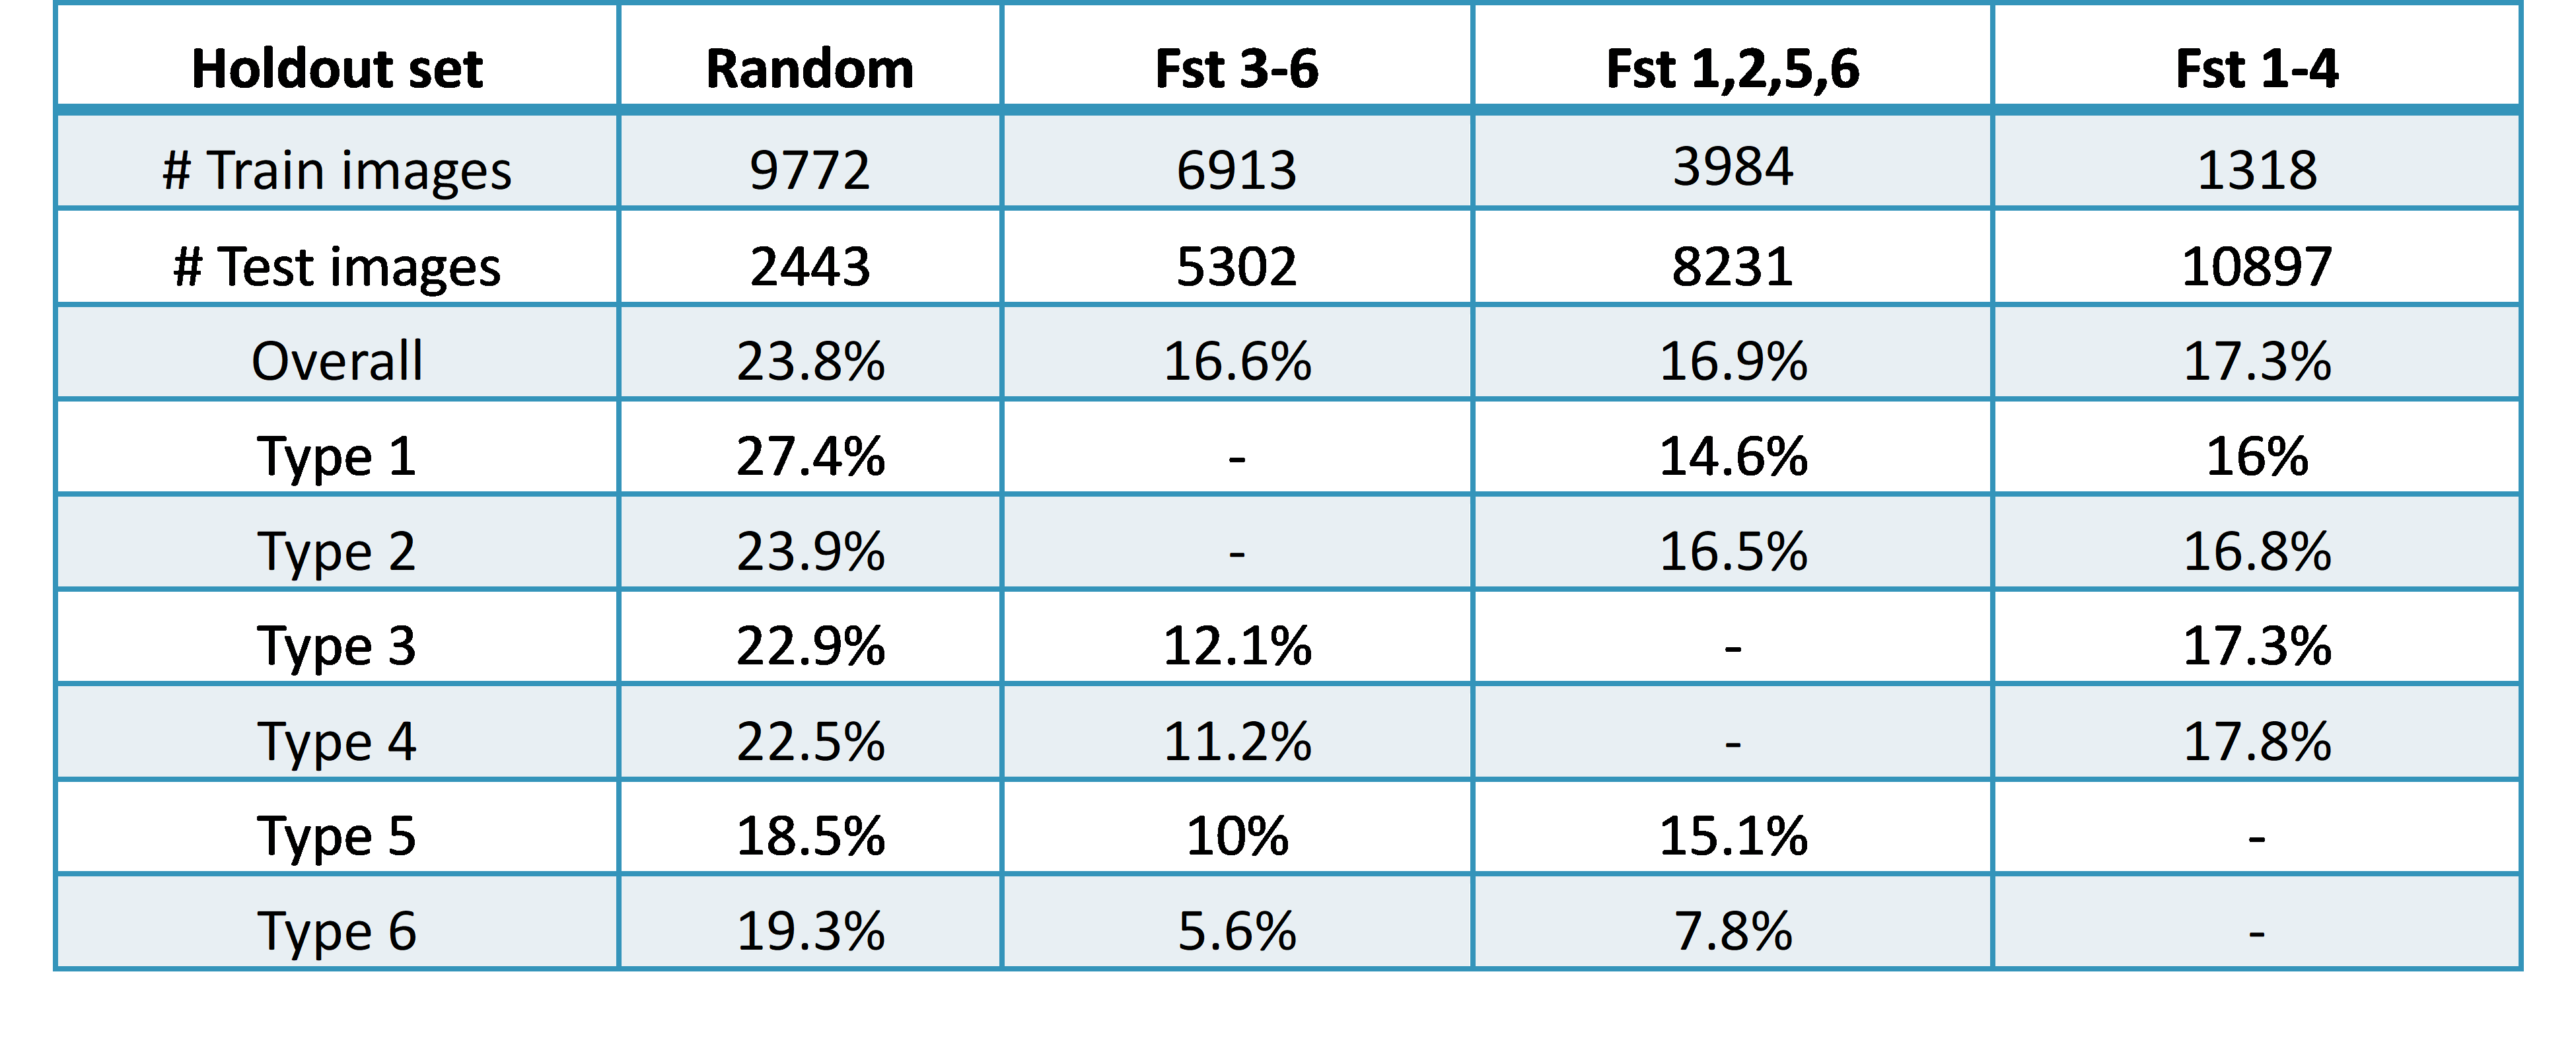 Holdout set Random Fst 3-6 Fst 1,2,5,6 Fst 1-4
# Train images 9772 6913 3984 1318
# Test images 2443 5302 8231 10897
Overall 23.8% 16.6% 16.9% 17.3%
Type 1 27.4% - 14.6% 16%
Type 2 23.9% - 16.5% 16.8%
Type 3 22.9% 12.1% - 17.3%
Type 4 22.5% 11.2% - 17.8%
Type 5 18.5% 10% 15.1% -
Type 6 19.3% 5.6% 7.8% -